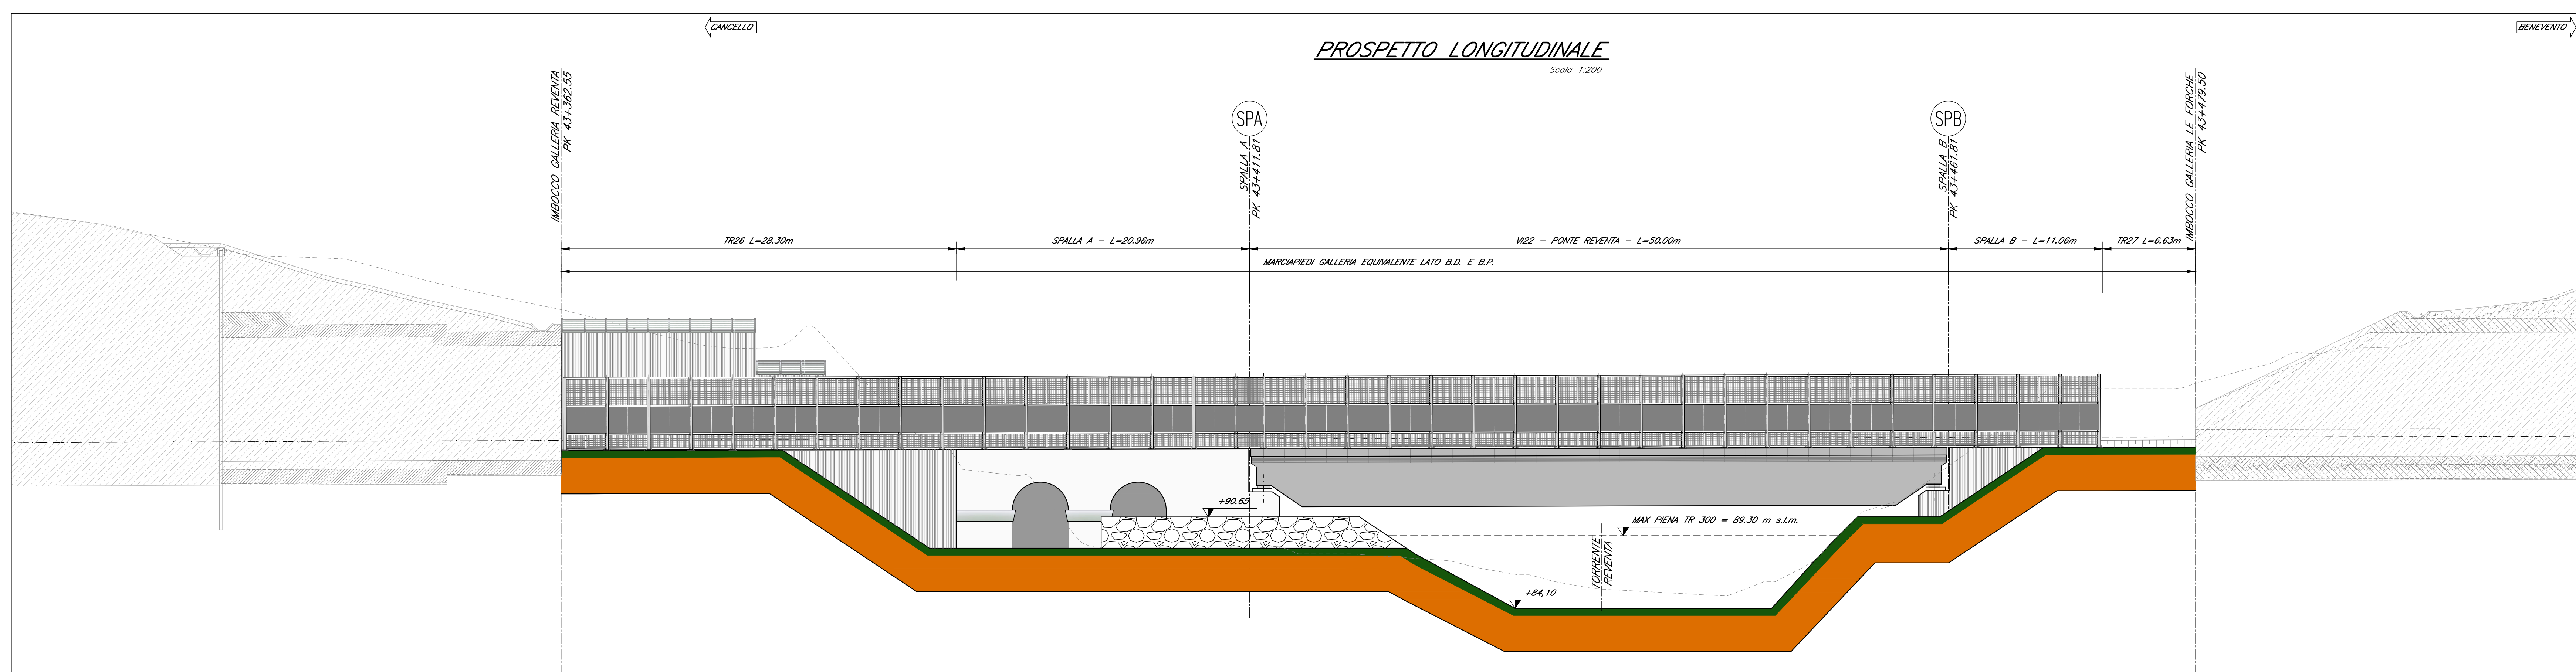 CANCELLO
BENEVENTO
PROSPETTO LONGITUDINALE
Scala 1:200
IMBOCCO GALLERIA REVENTA
PK 43+362.55
SPA
SPALLA A
PK 43+411.81
SPB
SPALLA B
PK 43+461.81
IMBOCCO GALLERIA LE FORCHE
PK 43+479.50
TR26 L=28.30m
SPALLA A - L=20.96m
VI22 - PONTE REVENTA - L=50.00m
SPALLA B - L=11.06m
TR27 L=6.63m
MARCIAPIEDI GALLERIA EQUIVALENTE LATO B.D. E B.P.
+90.65
MAX PIENA TR 300 = 89.30 m s.l.m.
TORRENTE
REVENTA
+84,10